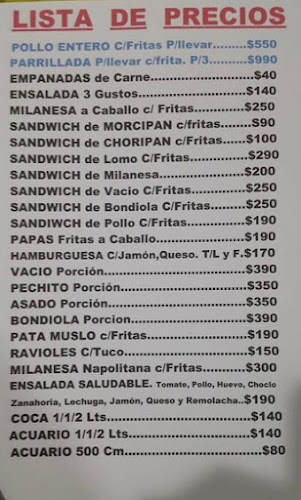 LISTA DE PRECIOS
POLLO ENTERO C/Fritas P/llevar.........$550
PARRILLADA P/llevar c/frita. P/3.........$990
EMPANADAS de Carne........................$40
ENSALADA 3 Gustos.........................$140
MILANESA a Caballo c/ Fritas.............$250
SANDWICH de MORCIPAN c/fritas......$90
SANDWICH de CHORIPAN c/fritas......$100
SANDWICH de Lomo C/Fritas...............$290
SANDWICH de Milanesa....................$200
SANDWICH de Vacio C/Fritas.............$250
SANDWICH de Bondiola C/Fritas.........$250
SANDIWCH de Pollo C/Fritas.............$190
PAPAS Fritas a Caballo....................$190
HAMBURGUESA C/Jamón,Queso. T/L y F.$170
VACIO Porción..............................$390
PECHITO Porción...........................$350
ASADO Porción.............................$350
BONDIOLA Porcion.........................$390
PATA MUSLO c/Fritas......................$190
RAVIOLES C/Tuco...........................$150
MILANESA Napolitana c/Fritas...........$300
ENSALADA SALUDABLE. Tomate, Pollo, Huevo, Choclo
Zanahoria, Lechuga, Jamón, Queso y Remolacha..$190
COCA 1/1/2 Lts.............................$140
ACUARIO 1/1/2 Lts.........................$140
ACUARIO 500 Cm............................$80